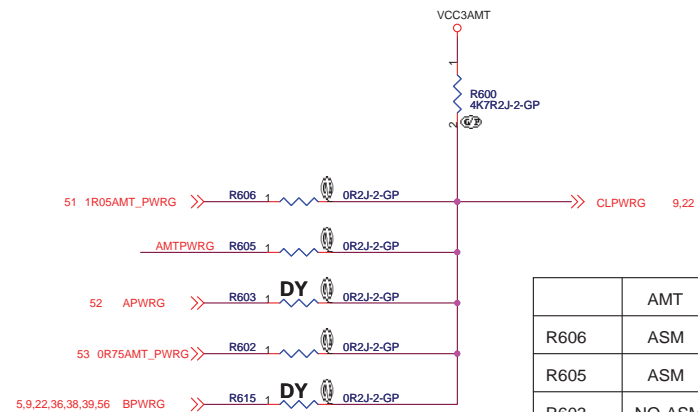 VCC3AMT
1
R600
4K7R2J-2-GP
2
51 1R05AMT_PWRG R606 1 0R2J-2-GP CLPWRG 9,22
AMTPWRG R605 1 0R2J-2-GP
52 APWRG R603 1 DY 0R2J-2-GP
53 0R75AMT_PWRG R602 1 0R2J-2-GP
5,9,22,36,38,39,56 BPWRG R615 1 DY 0R2J-2-GP
AMT
R606 ASM
R605 ASM